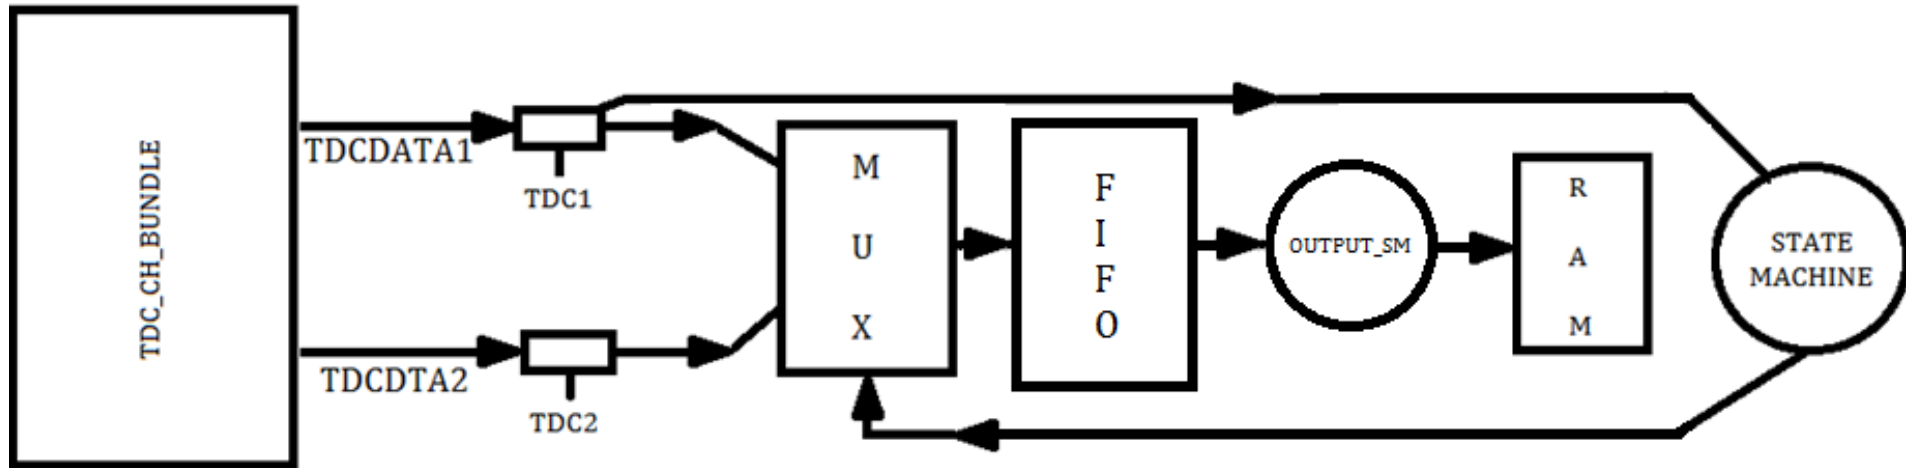 TDC_CH_BUNDLE
TDCDATA1
TDC1
TDCDTA2
TDC2
M
U
X
F
I
F
O
OUTPUT_SM
R
A
M
STATE
MACHINE